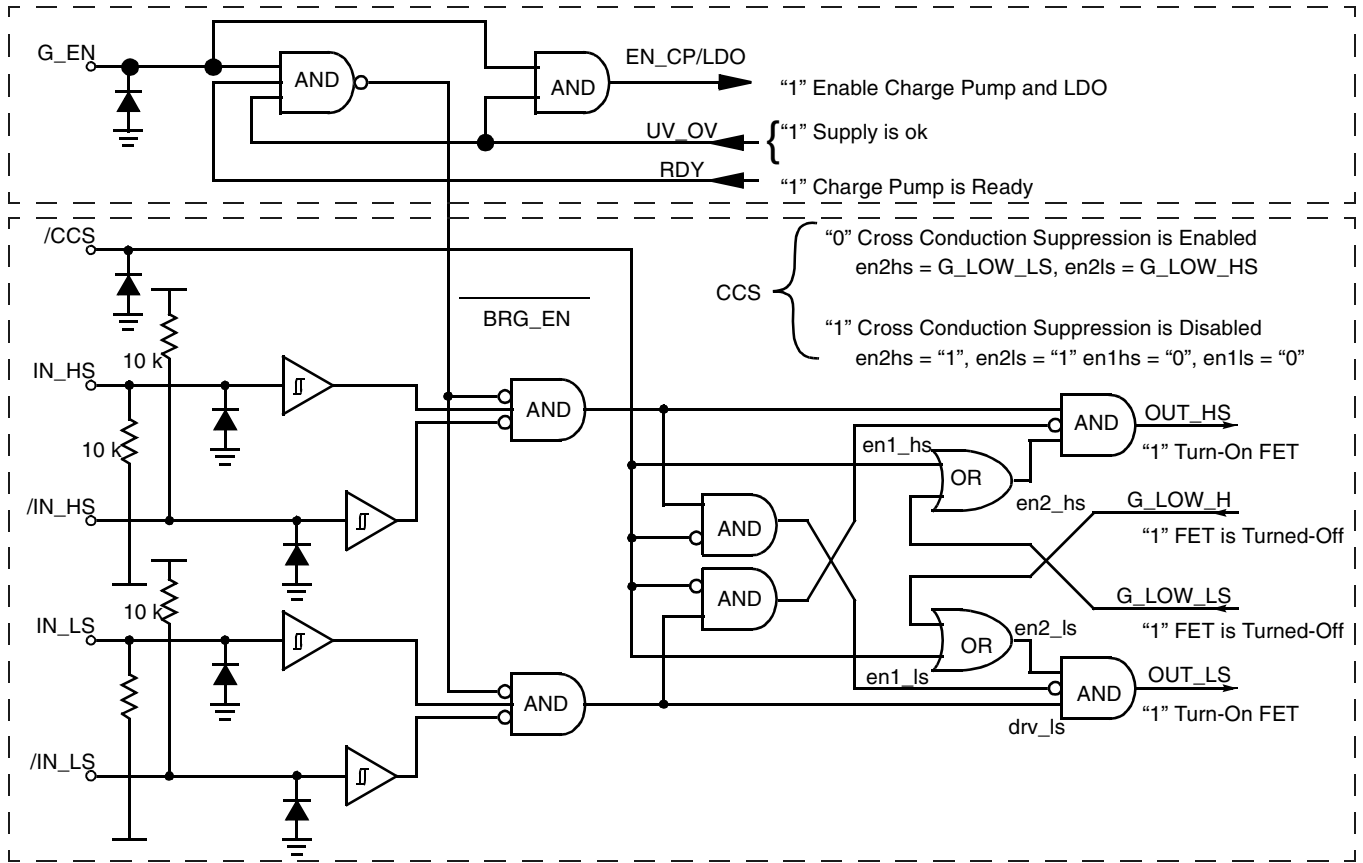 G_EN
AND
AND
EN_CP/LDO
“1” Enable Charge Pump and LDO
UV_OV
“1” Supply is ok
RDY
“1” Charge Pump is Ready
/CCS
“0” Cross Conduction Suppression is Enabled
en2hs = G_LOW_LS, en2ls = G_LOW_HS
CCS
“1” Cross Conduction Suppression is Disabled
en2hs = “1”, en2ls = “1” en1hs = “0”, en1ls = “0”
BRG_EN
10 k
IN_HS
10 k
AND
AND
OUT_HS
“1” Turn-On FET
en1_hs
OR
en2_hs
/IN_HS
AND
G_LOW_H
“1” FET is Turned-Off
10 k
AND
G_LOW_LS
“1” FET is Turned-Off
IN_LS
OR
en2_ls
en1_ls
AND
AND
OUT_LS
“1” Turn-On FET
drv_ls
/IN_LS